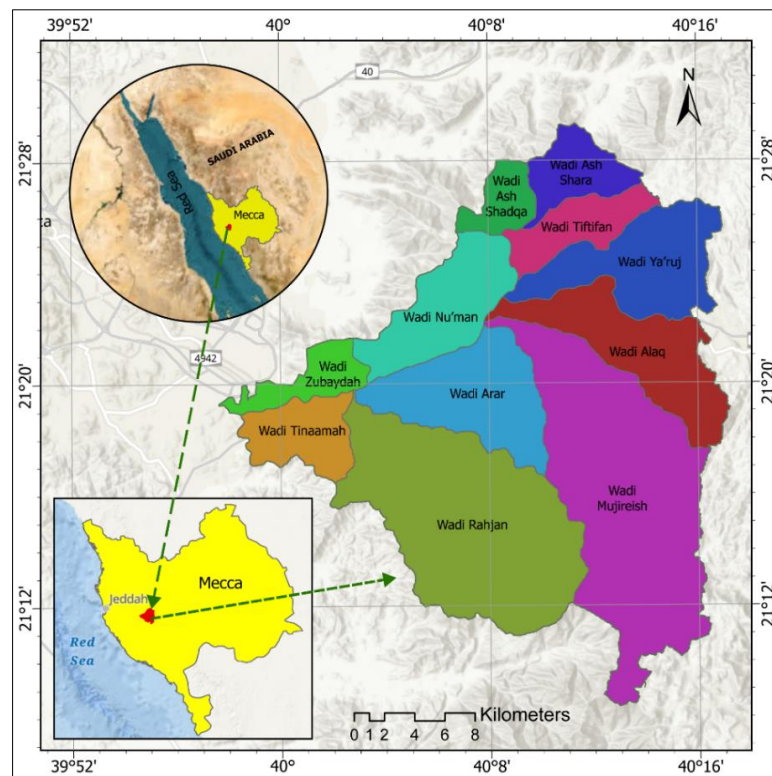 39°52' 40° 40°8' 40°16'
40
N
SAUDI ARABIA
Red Sea
Mecca
21°28' 21°28'
Wadi Ash
Shara
Wadi
Ash
Shadqa
Wadi Tiftifan
Wadi Ya'ruj
Wadi Nu'man
4942
Wadi Alaq
21°20' 21°20'
Wadi
Zubaydah
Wadi Arar
Wadi Tinaamah
Wadi
Mujireish
Wadi Rahjan
Mecca
Jeddah
Red
Sea
21°12' 21°12'
Kilometers
0 1 2 4 6 8
39°52' 40° 40°8' 40°16'